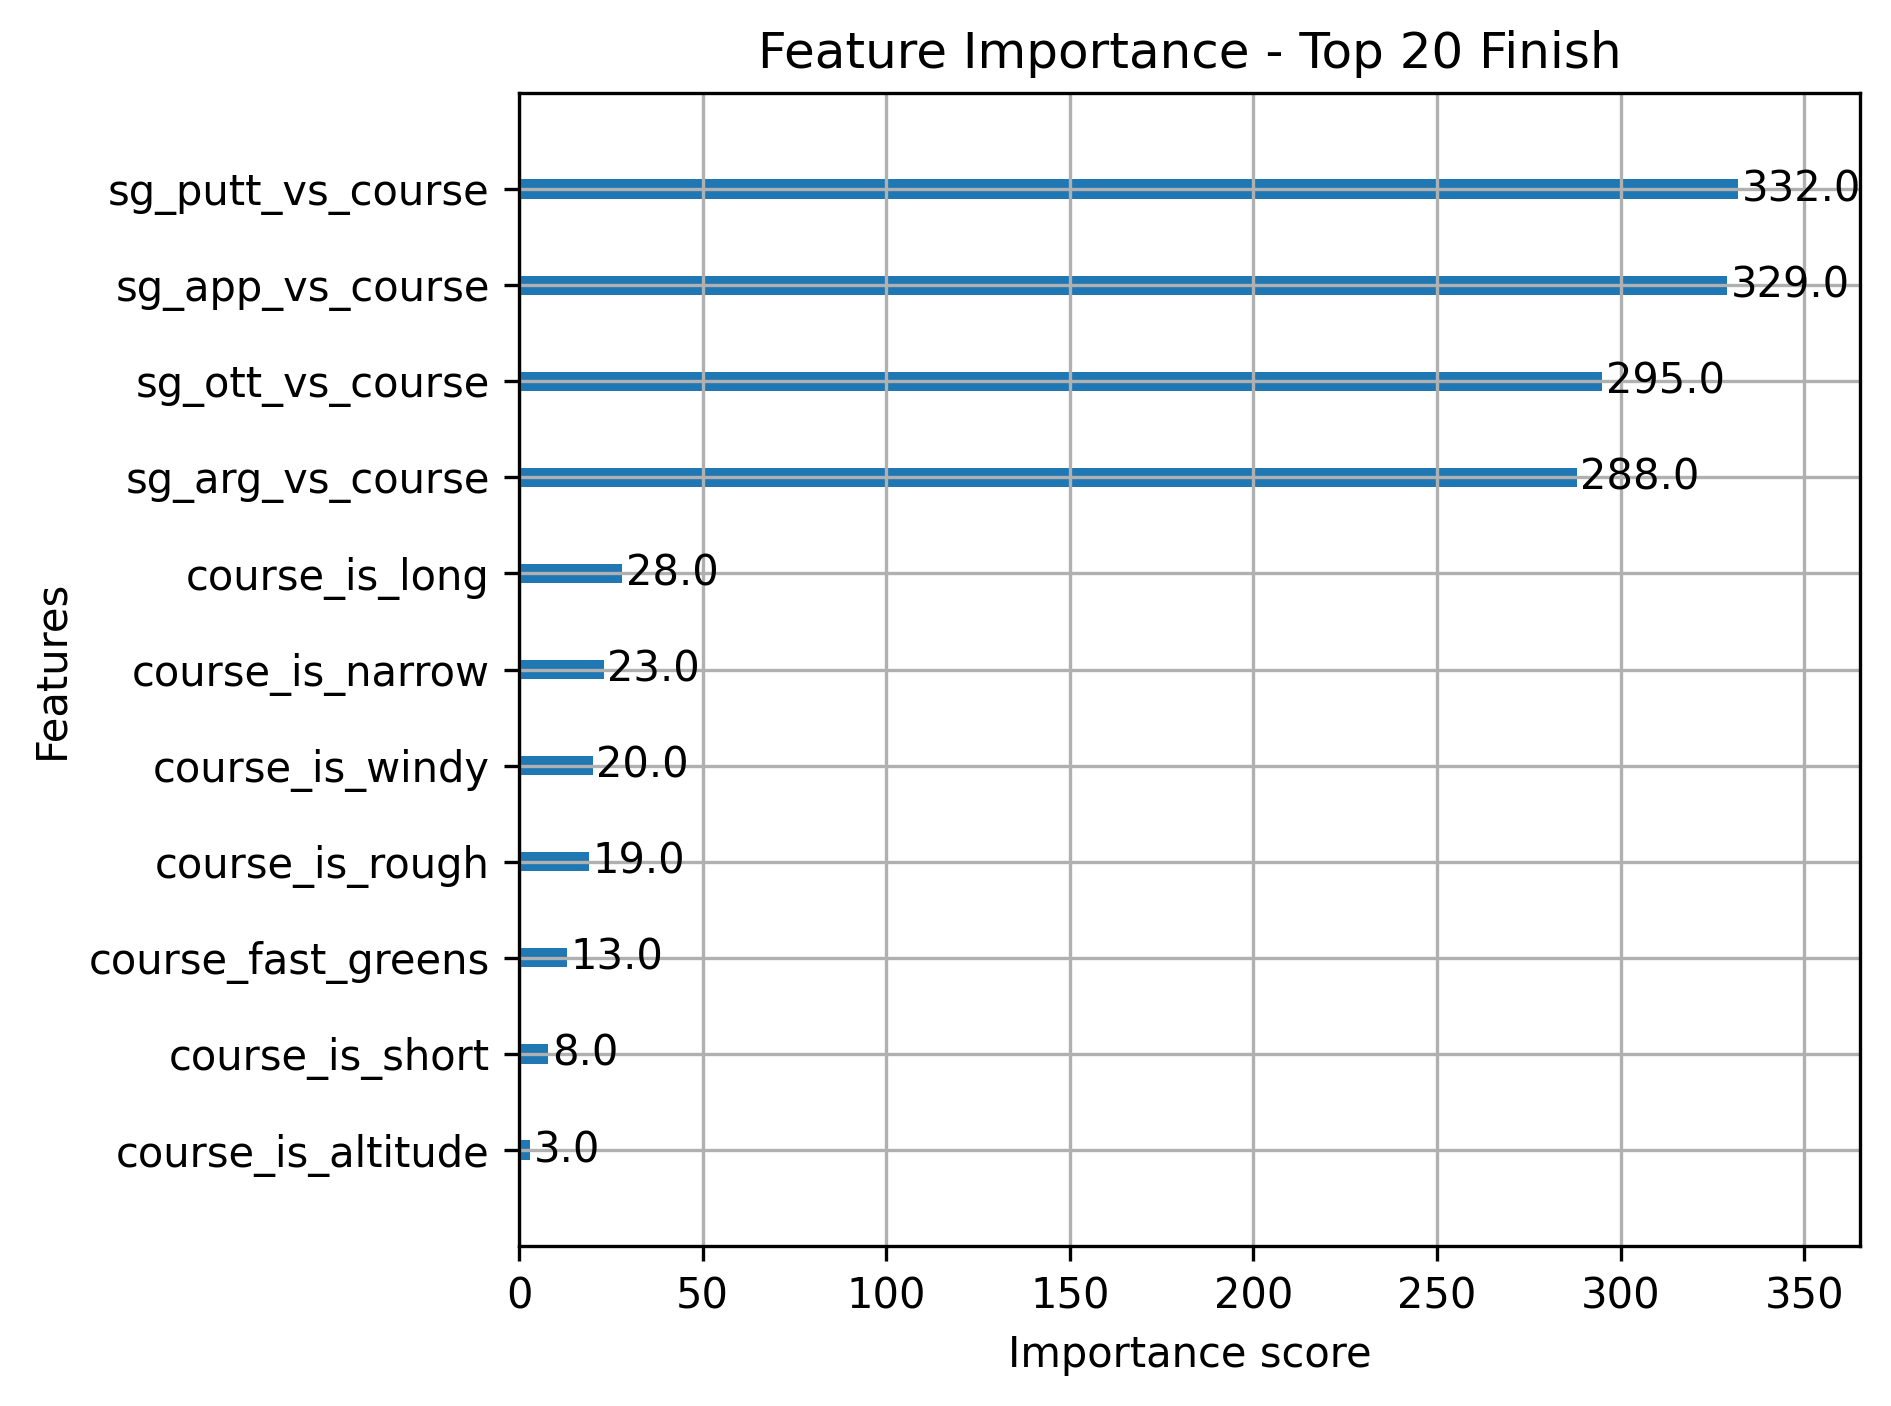 Feature Importance - Top 20 Finish
sg_putt_vs_course 332.0
sg_app_vs_course 329.0
sg_ott_vs_course 295.0
sg_arg_vs_course 288.0
course_is_long 28.0
course_is_narrow 23.0
course_is_windy 20.0
course_is_rough 19.0
course_fast_greens 13.0
course_is_short 8.0
course_is_altitude 3.0
Features
0 50 100 150 200 250 300 350
Importance score